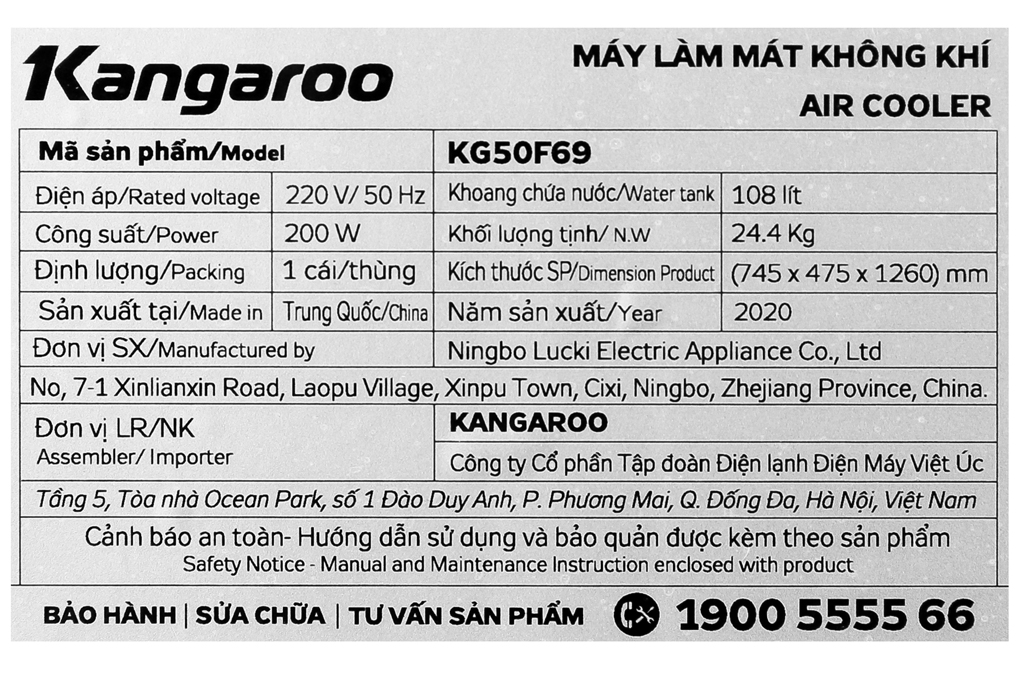 Kangaroo
MÁY LÀM MÁT KHÔNG KHÍ
AIR COOLER
Mã sản phẩm/Model KG50F69
Điện áp/Rated voltage 220 V/ 50 Hz Khoang chứa nước/Water tank 108 lít
Công suất/Power 200 W Khối lượng tịnh/ N.W 24.4 Kg
Định lượng/Packing 1 cái/thùng Kích thước SP/Dimension Product (745 x 475 x 1260) mm
Sản xuất tại/Made in Trung Quốc/China Năm sản xuất/Year 2020
Đơn vị SX/Manufactured by Ningbo Lucki Electric Appliance Co., Ltd
No, 7-1 Xinlianxin Road, Laopu Village, Xinpu Town, Cixi, Ningbo, Zhejiang Province, China.
Đơn vị LR/NK
Assembler/ Importer
KANGAROO
Công ty Cổ phần Tập đoàn Điện lạnh Điện Máy Việt Úc
Tầng 5, Tòa nhà Ocean Park, số 1 Đào Duy Anh, P. Phương Mai, Q. Đống Đa, Hà Nội, Việt Nam
Cảnh báo an toàn- Hướng dẫn sử dụng và bảo quản được kèm theo sản phẩm
Safety Notice - Manual and Maintenance Instruction enclosed with product
BẢO HÀNH | SỬA CHỮA | TƯ VẤN SẢN PHẨM 1900 5555 66